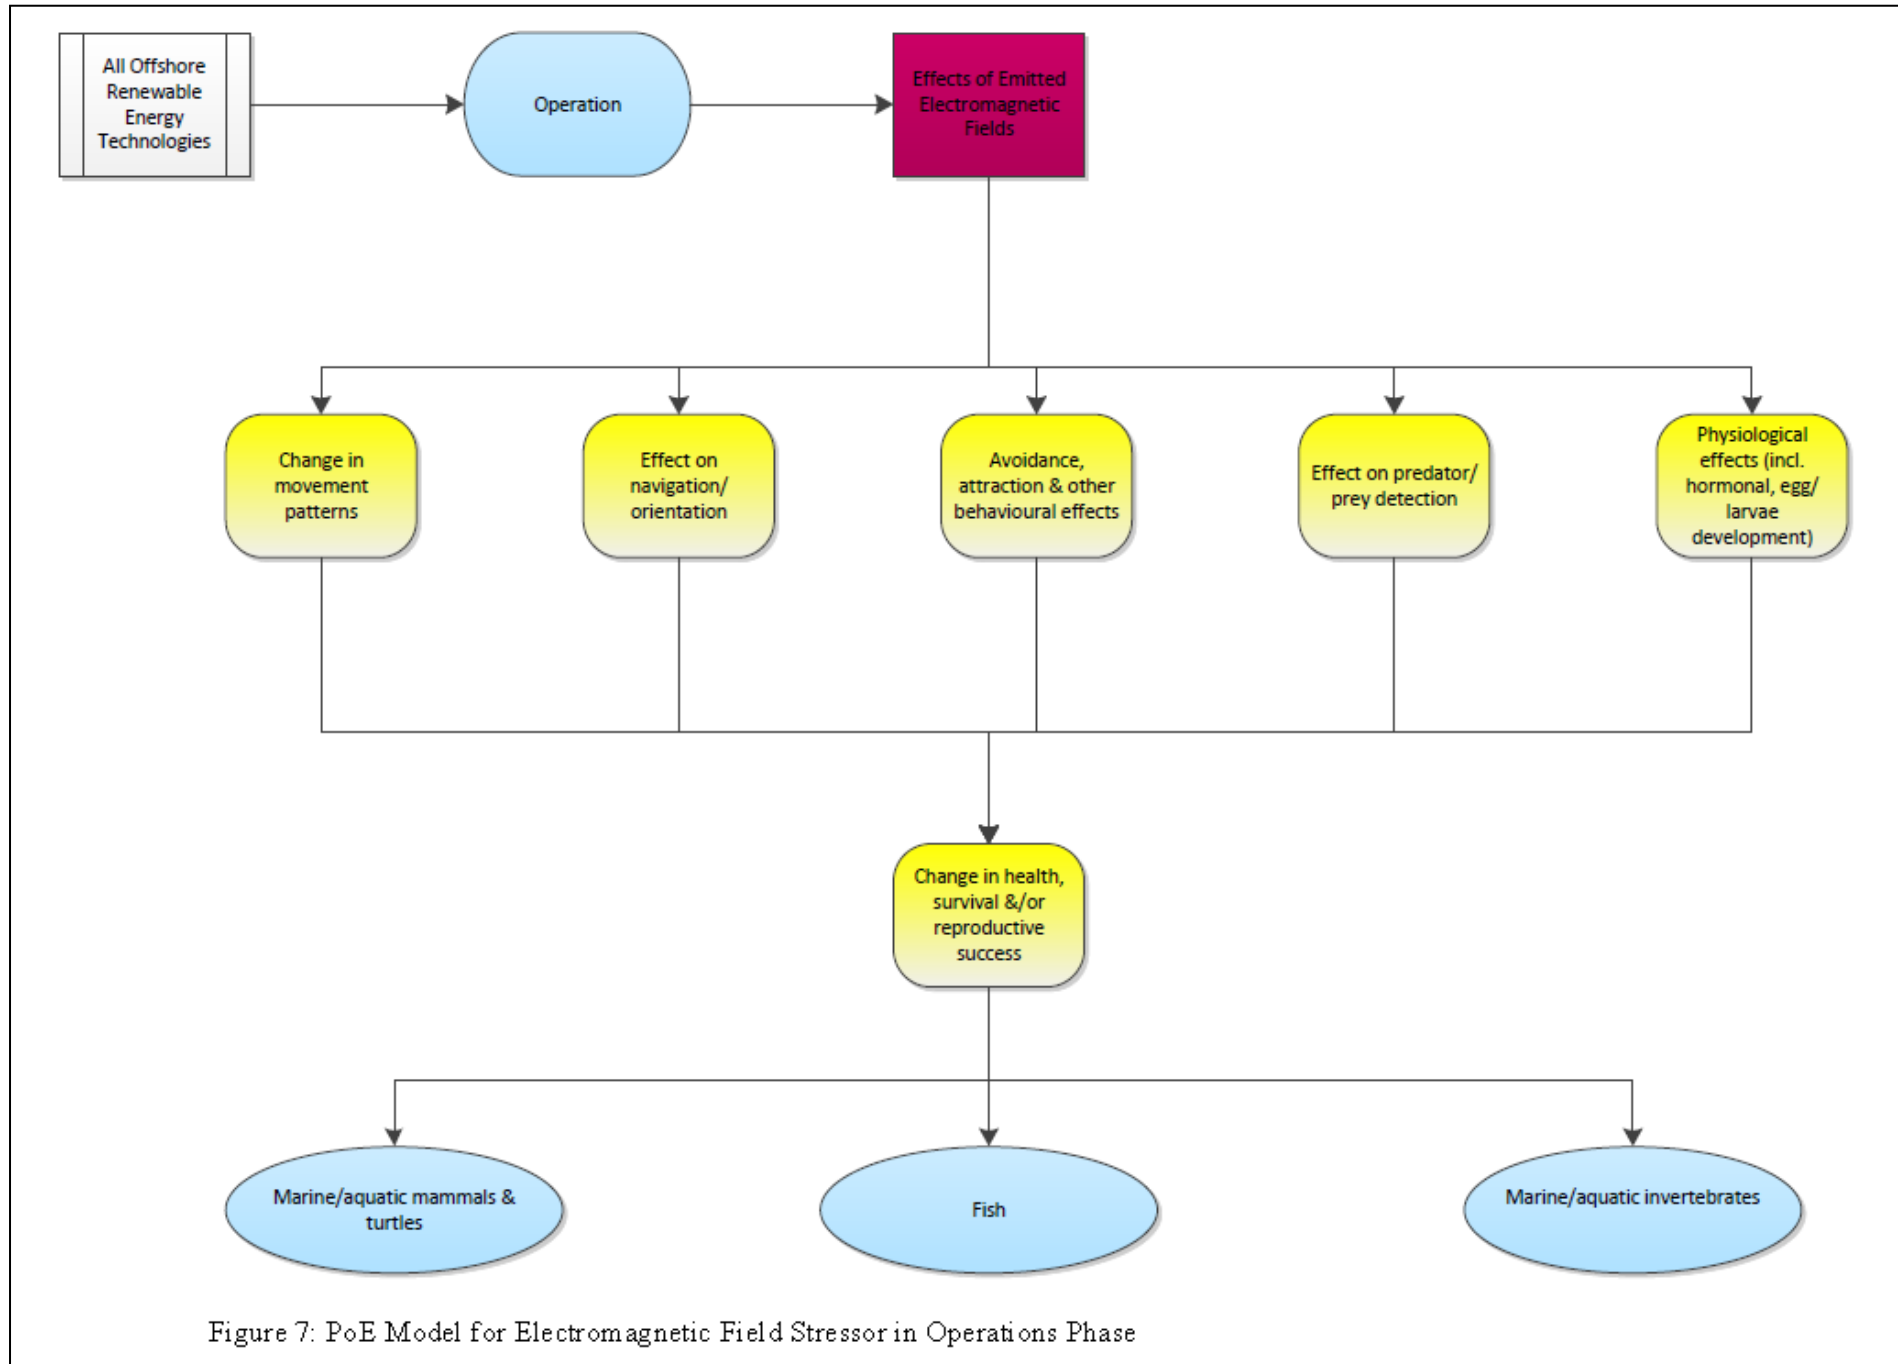 All Offshore
Renewable
Energy
Technologies
Operation
Effects of Emitted
Electromagnetic
Fields
Change in
movement
patterns
Effect on
navigation/
orientation
Avoidance,
attraction & other
behavioural effects
Effect on predator/
prey detection
Physiological
effects (incl.
hormonal, egg/
larvae
development)
Change in health,
survival &/or
reproductive
success
Marine/aquatic mammals &
turtles
Fish
Marine/aquatic invertebrates
Figure 7: PoE Model for Electromagnetic Field Stressor in Operations Phase